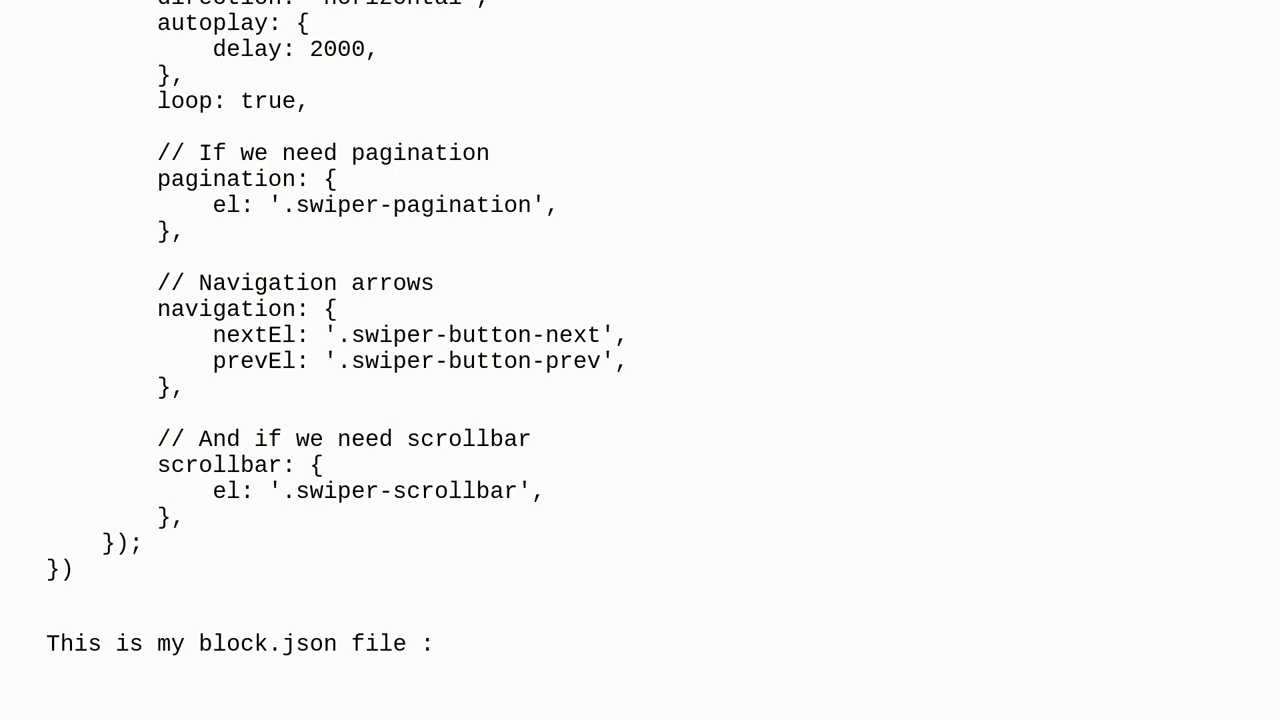 direction: 'horizontal',
autoplay: {
delay: 2000,
},
loop: true,
// If we need pagination
pagination: {
el: '.swiper-pagination',
},
// Navigation arrows
navigation: {
nextEl: '.swiper-button-next',
prevEl: '.swiper-button-prev',
},
// And if we need scrollbar
scrollbar: {
el: '.swiper-scrollbar',
},
});
})
This is my block.json file :